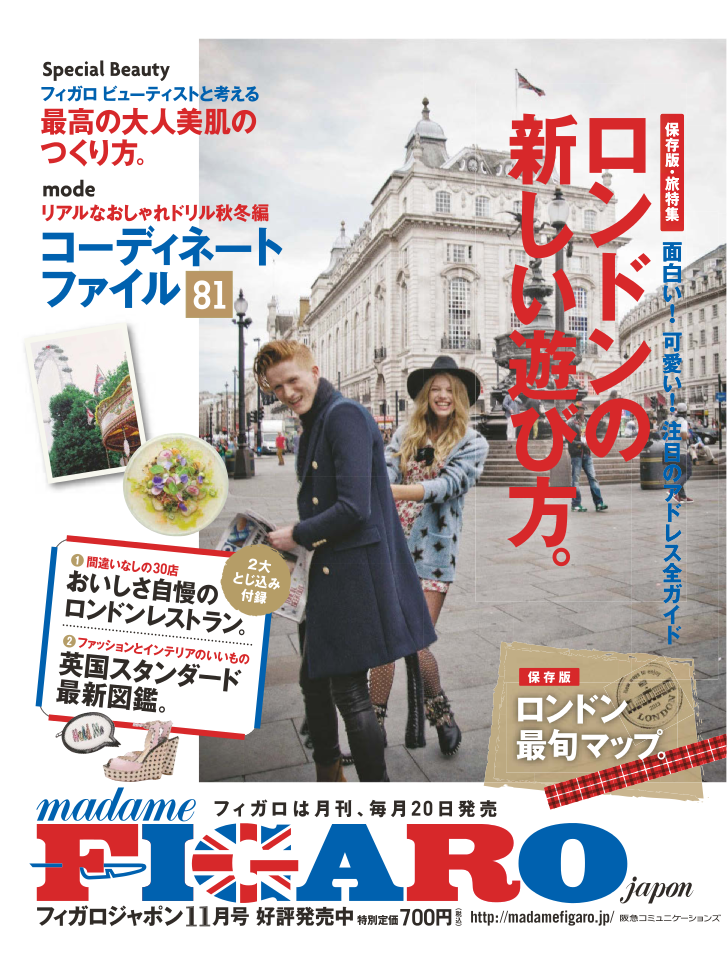 Special Beauty
フィガロ ビューティストと考える
最高の大人美肌の
つくり方。
mode
リアルなおしゃれドリル秋冬編
コーディネート
ファイル 81
保存版・旅特集
ロンドンの
新しい遊び方。
面白い！ 可愛い！ 注目のアドレス全ガイド
2大
とじ込み
付録
1 間違いなしの30店
おいしさ自慢の
ロンドンレストラン。
2 ファッションとインテリアのいいもの
英国スタンダード
最新図鑑。
保存版
ロンドン
最旬マップ。
LONDON
madame フィガロは月刊、毎月20日発売
FIGARO japon
フィガロジャポン11月号 好評発売中 特別定価700円(税込) http://madamefigaro.jp/ 阪急コミュニケーションズ